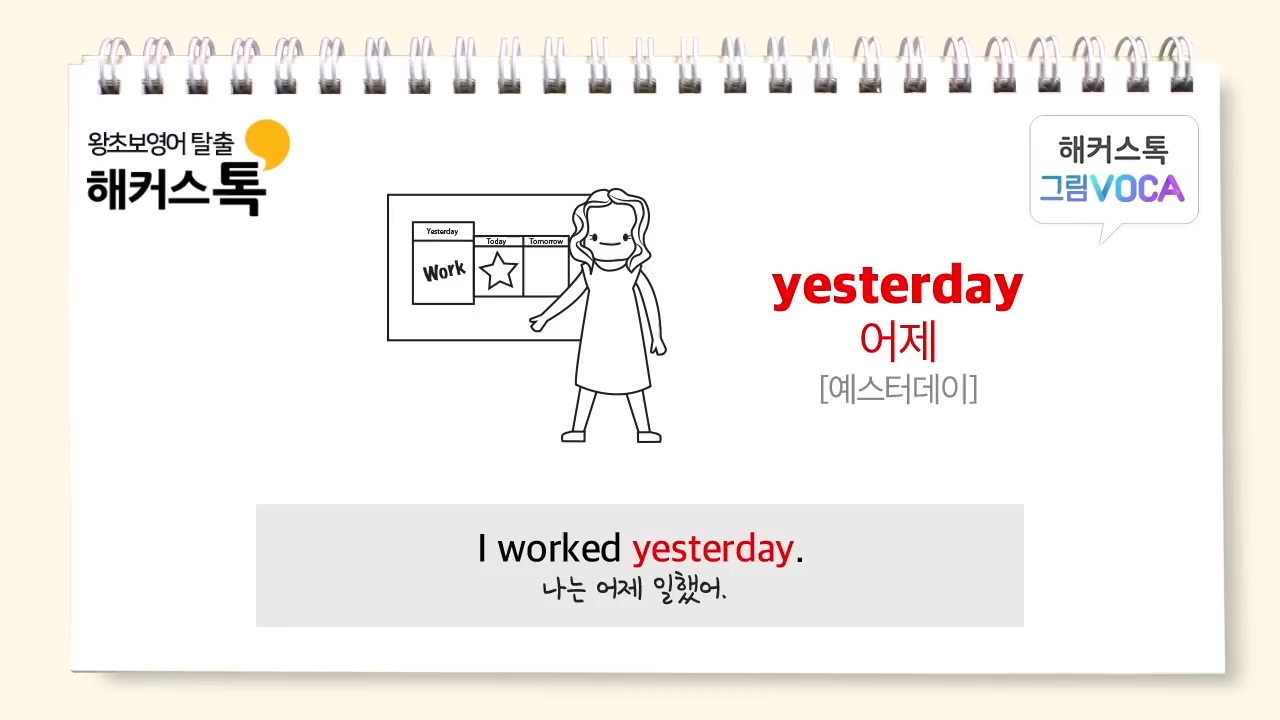 왕초보영어 탈출
해커스톡
해커스톡
그림VOCA
Yesterday
Today
Tomorrow
Work
yesterday
어제
[예스터데이]
I worked yesterday.
나는 어제 일했어.